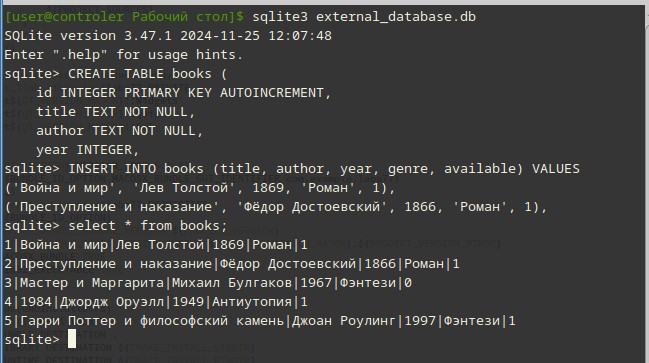 [user@controler Рабочий стол]$ sqlite3 external_database.db
SQLite version 3.47.1 2024-11-25 12:07:48
Enter ".help" for usage hints.
sqlite> CREATE TABLE books (
    id INTEGER PRIMARY KEY AUTOINCREMENT,
    title TEXT NOT NULL,
    author TEXT NOT NULL,
    year INTEGER,
sqlite> INSERT INTO books (title, author, year, genre, available) VALUES
('Война и мир', 'Лев Толстой', 1869, 'Роман', 1),
('Преступление и наказание', 'Фёдор Достоевский', 1866, 'Роман', 1),
sqlite> select * from books;
1|Война и мир|Лев Толстой|1869|Роман|1
2|Преступление и наказание|Фёдор Достоевский|1866|Роман|1
3|Мастер и Маргарита|Михаил Булгаков|1967|Фэнтези|0
4|1984|Джордж Оруэлл|1949|Антиутопия|1
5|Гарри Поттер и философский камень|Джоан Роулинг|1997|Фэнтези|1
sqlite>